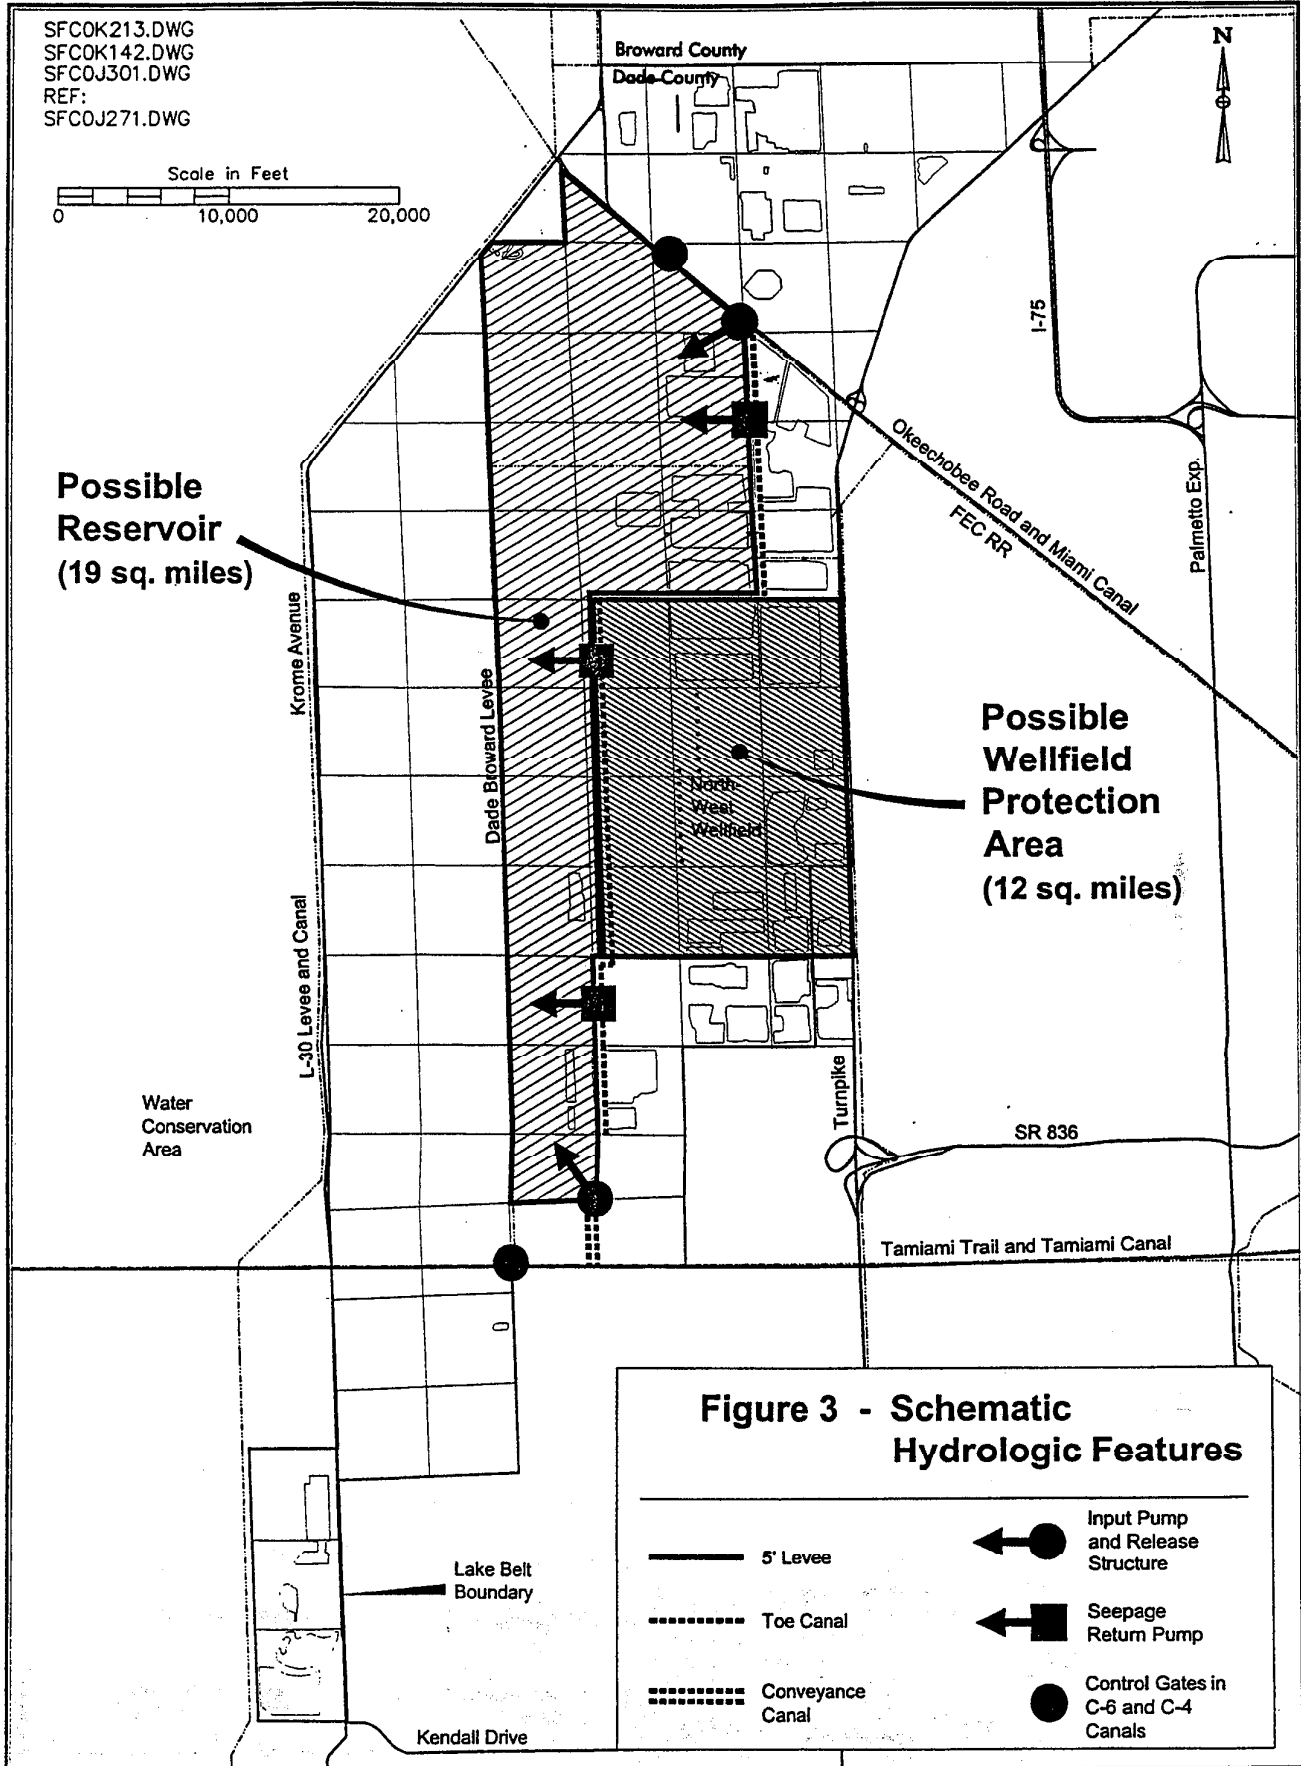 SFCOK213.DWG
SFCOK142.DWG
SFCOJ301.DWG
REF:
SFCOJ271.DWG
Scale in Feet
0 10,000 20,000
Broward County
Dade County
N
I-75
Okeechobee Road and Miami Canal
FEC RR
Palmetto Exp.
Possible
Reservoir
(19 sq. miles)
Krome Avenue
Dade Broward Levee
L-30 Levee and Canal
North-
West
Wellfield
Possible
Wellfield
Protection
Area
(12 sq. miles)
Water
Conservation
Area
Turnpike
SR 836
Tamiami Trail and Tamiami Canal
Lake Belt
Boundary
Kendall Drive
Figure 3 - Schematic
Hydrologic Features
5' Levee
Toe Canal
Conveyance
Canal
Input Pump
and Release
Structure
Seepage
Return Pump
Control Gates in
C-6 and C-4
Canals